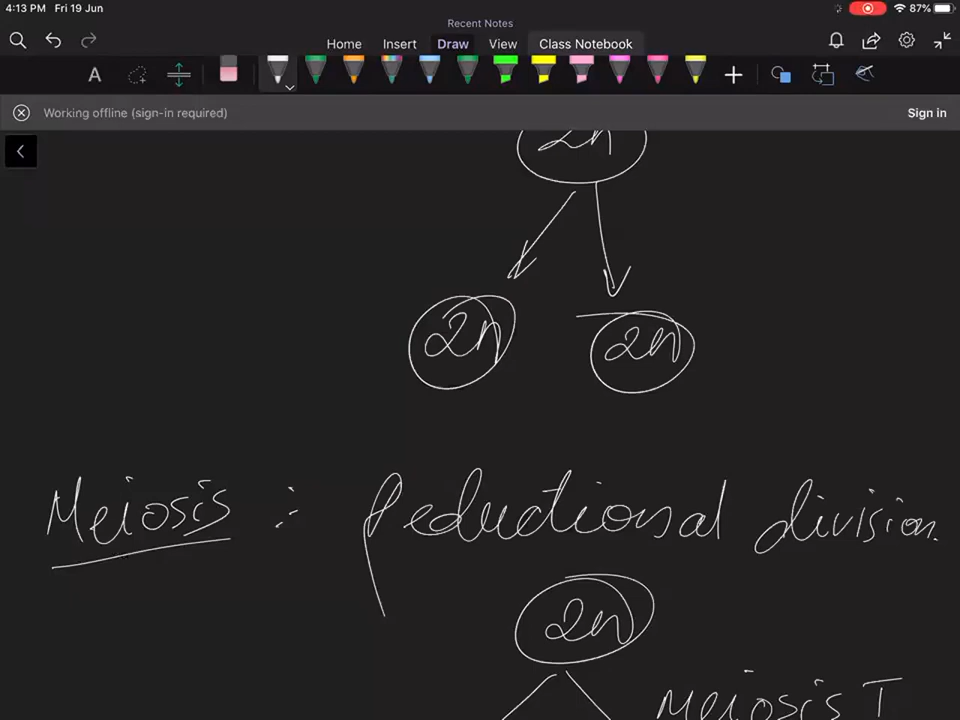 4:13 PM Fri 19 Jun 87%
Recent Notes
Home Insert Draw View Class Notebook
A
Working offline (sign-in required) Sign in
2n
2n 2n
Meiosis : Reductional division.
2n
Meiosis I